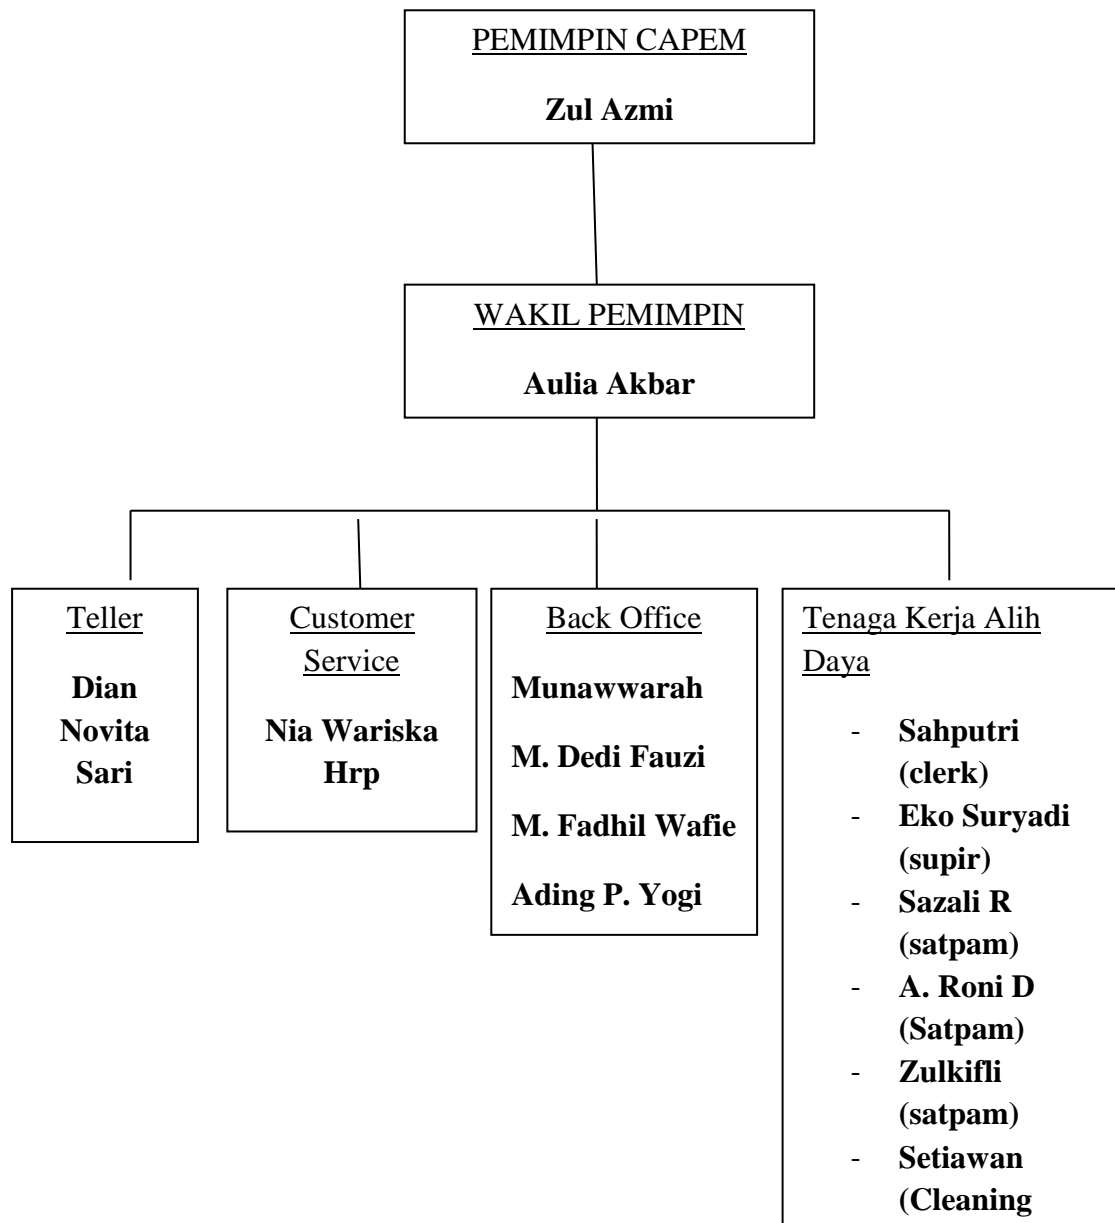 PEMIMPIN CAPEM
Zul Azmi
WAKIL PEMIMPIN
Aulia Akbar
Teller
Dian
Novita
Sari
Customer
Service
Nia Wariska
Hrp
Back Office
Munawwarah
M. Dedi Fauzi
M. Fadhil Wafie
Ading P. Yogi
Tenaga Kerja Alih
Daya
- Sahputri
(clerk)
- Eko Suryadi
(supir)
- Sazali R
(satpam)
- A. Roni D
(Satpam)
- Zulkifli
(satpam)
- Setiawan
(Cleaning